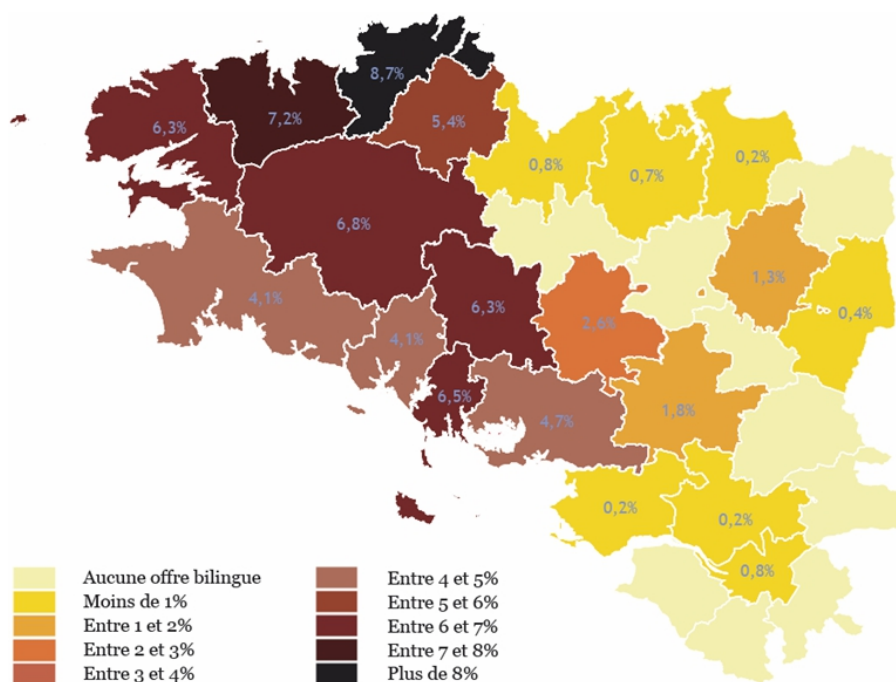 8,7%
6,3%
7,2%
5,4%
0,8%
0,7%
0,2%
6,8%
1,3%
4,1%
6,3%
2,6%
0,4%
4,1%
6,5%
4,7%
1,8%
0,2%
0,2%
0,8%
Aucune offre bilingue
Moins de 1%
Entre 1 et 2%
Entre 2 et 3%
Entre 3 et 4%
Entre 4 et 5%
Entre 5 et 6%
Entre 6 et 7%
Entre 7 et 8%
Plus de 8%